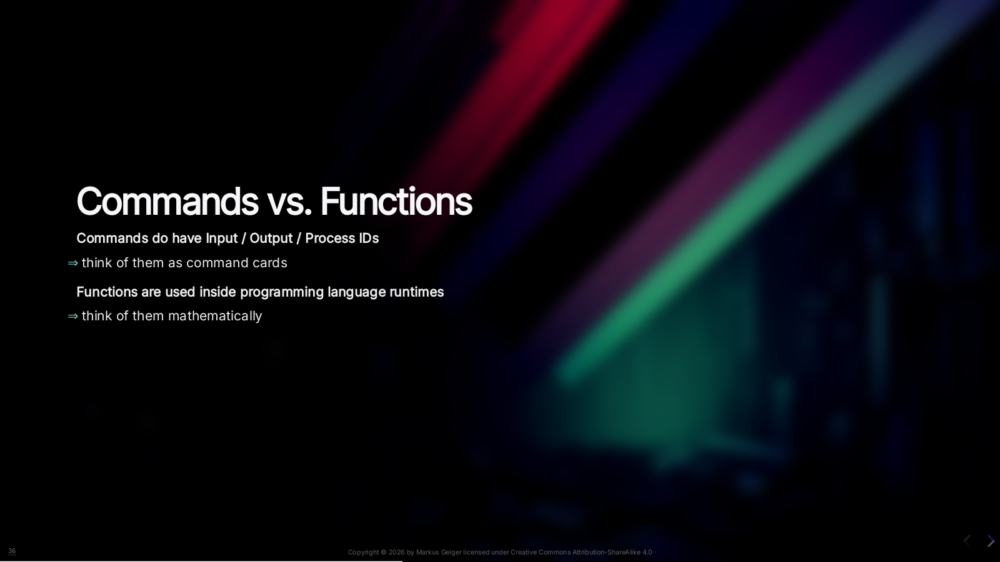 Commands vs. Functions
Commands do have Input / Output / Process IDs
⇒ think of them as command cards
Functions are used inside programming language runtimes
⇒ think of them mathematically
36
Copyright © 2026 by Markus Geiger licensed under Creative Commons Attribution-ShareAlike 4.0